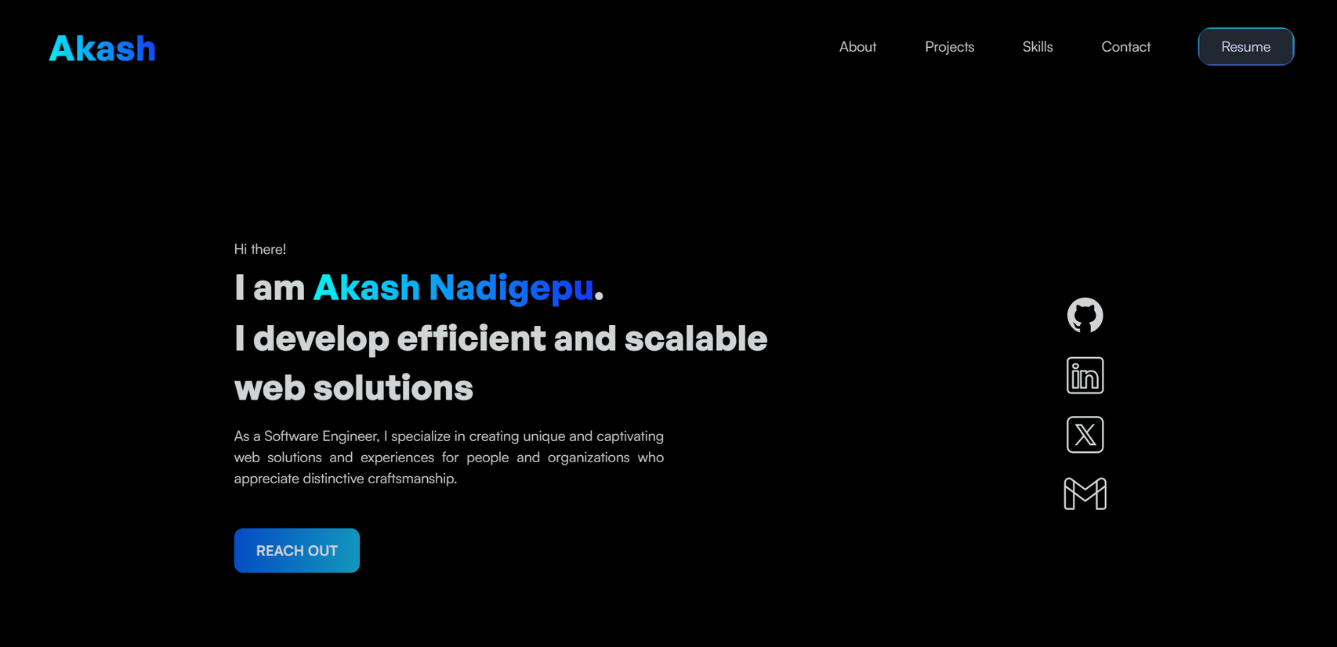 Akash
About
Projects
Skills
Contact
Resume
Hi there!
I am Akash Nadigepu.
I develop efficient and scalable
web solutions
As a Software Engineer, I specialize in creating unique and captivating
web solutions and experiences for people and organizations who
appreciate distinctive craftsmanship.
REACH OUT
in
X